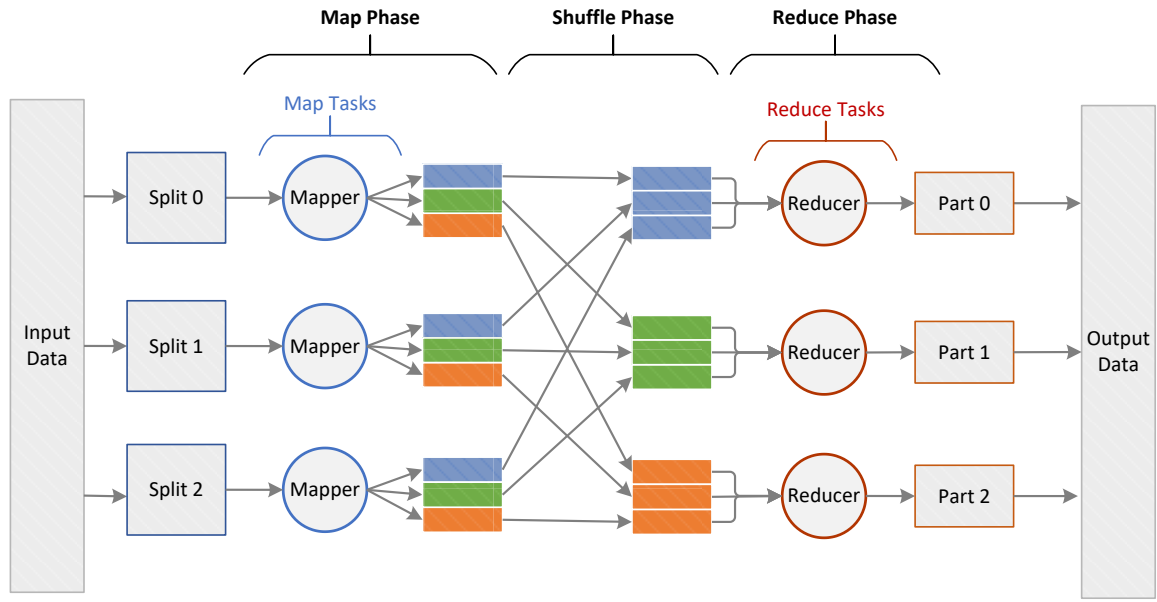 Map Phase
Shuffle Phase
Reduce Phase
Map Tasks
Reduce Tasks
Input
Data
Split 0
Mapper
Reducer
Part 0
Split 1
Mapper
Reducer
Part 1
Split 2
Mapper
Reducer
Part 2
Output
Data